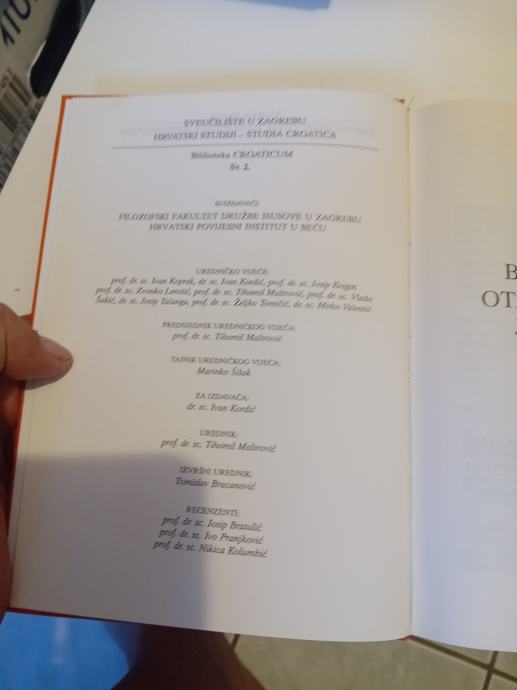 SVEUČILIŠTE U ZAGREBU
HRVATSKI STUDIJI – STUDIA CROATICA
Biblioteka CROATICUM
Sv. 2.
SUIZDAVAČI:
FILOZOFSKI FAKULTET DRUŽBE ISUSOVE U ZAGREBU
HRVATSKI POVIJESNI INSTITUT U BEČU
UREDNIČKO VIJEĆE:
prof. dr. sc. Ivan Koprek, dr. sc. Ivan Kordić, prof. dr. sc. Josip Kregar,
prof. dr. sc. Zvonko Lerotić, prof. dr. sc. Tihomil Maštrović, prof. dr. sc. Vlado
Šakić, dr. sc. Josip Talanga, prof. dr. sc. Željko Tomičić, dr. sc. Mirko Valentić
PREDSJEDNIK UREDNIČKOG VIJEĆA:
prof. dr. sc. Tihomil Maštrović
TAJNIK UREDNIČKOG VIJEĆA:
Marinko Šišak
ZA IZDAVAČA:
dr. sc. Ivan Kordić
UREDNIK:
prof. dr. sc. Tihomil Maštrović
IZVRŠNI UREDNIK:
Tomislav Bracanović
RECENZENTI:
prof. dr. sc. Josip Bratulić
prof. dr. sc. Ivo Pranjković
prof. dr. sc. Nikica Kolumbić